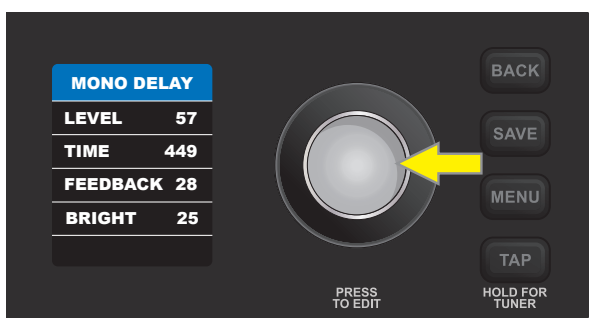 MONO DELAY
LEVEL 57
TIME 449
FEEDBACK 28
BRIGHT 25
BACK
SAVE
MENU
TAP
PRESS
TO EDIT
HOLD FOR
TUNER